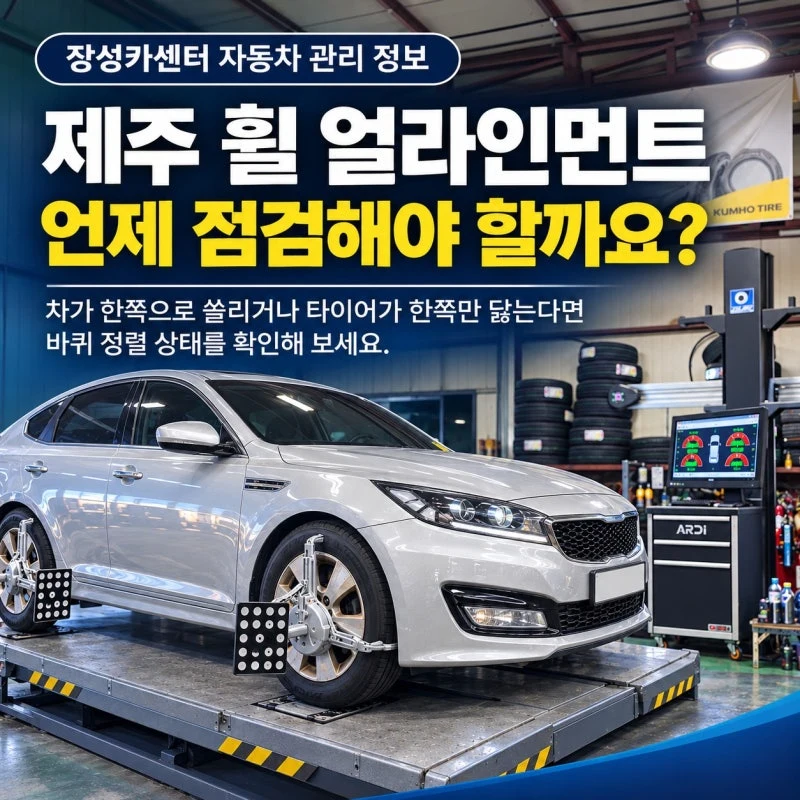 장성카센터 자동차 관리 정보
제주 휠 얼라인먼트
언제 점검해야 할까요?
차가 한쪽으로 쏠리거나 타이어가 한쪽만 닳는다면
바퀴 정렬 상태를 확인해 보세요.
KUMHO TIRE
ARDI